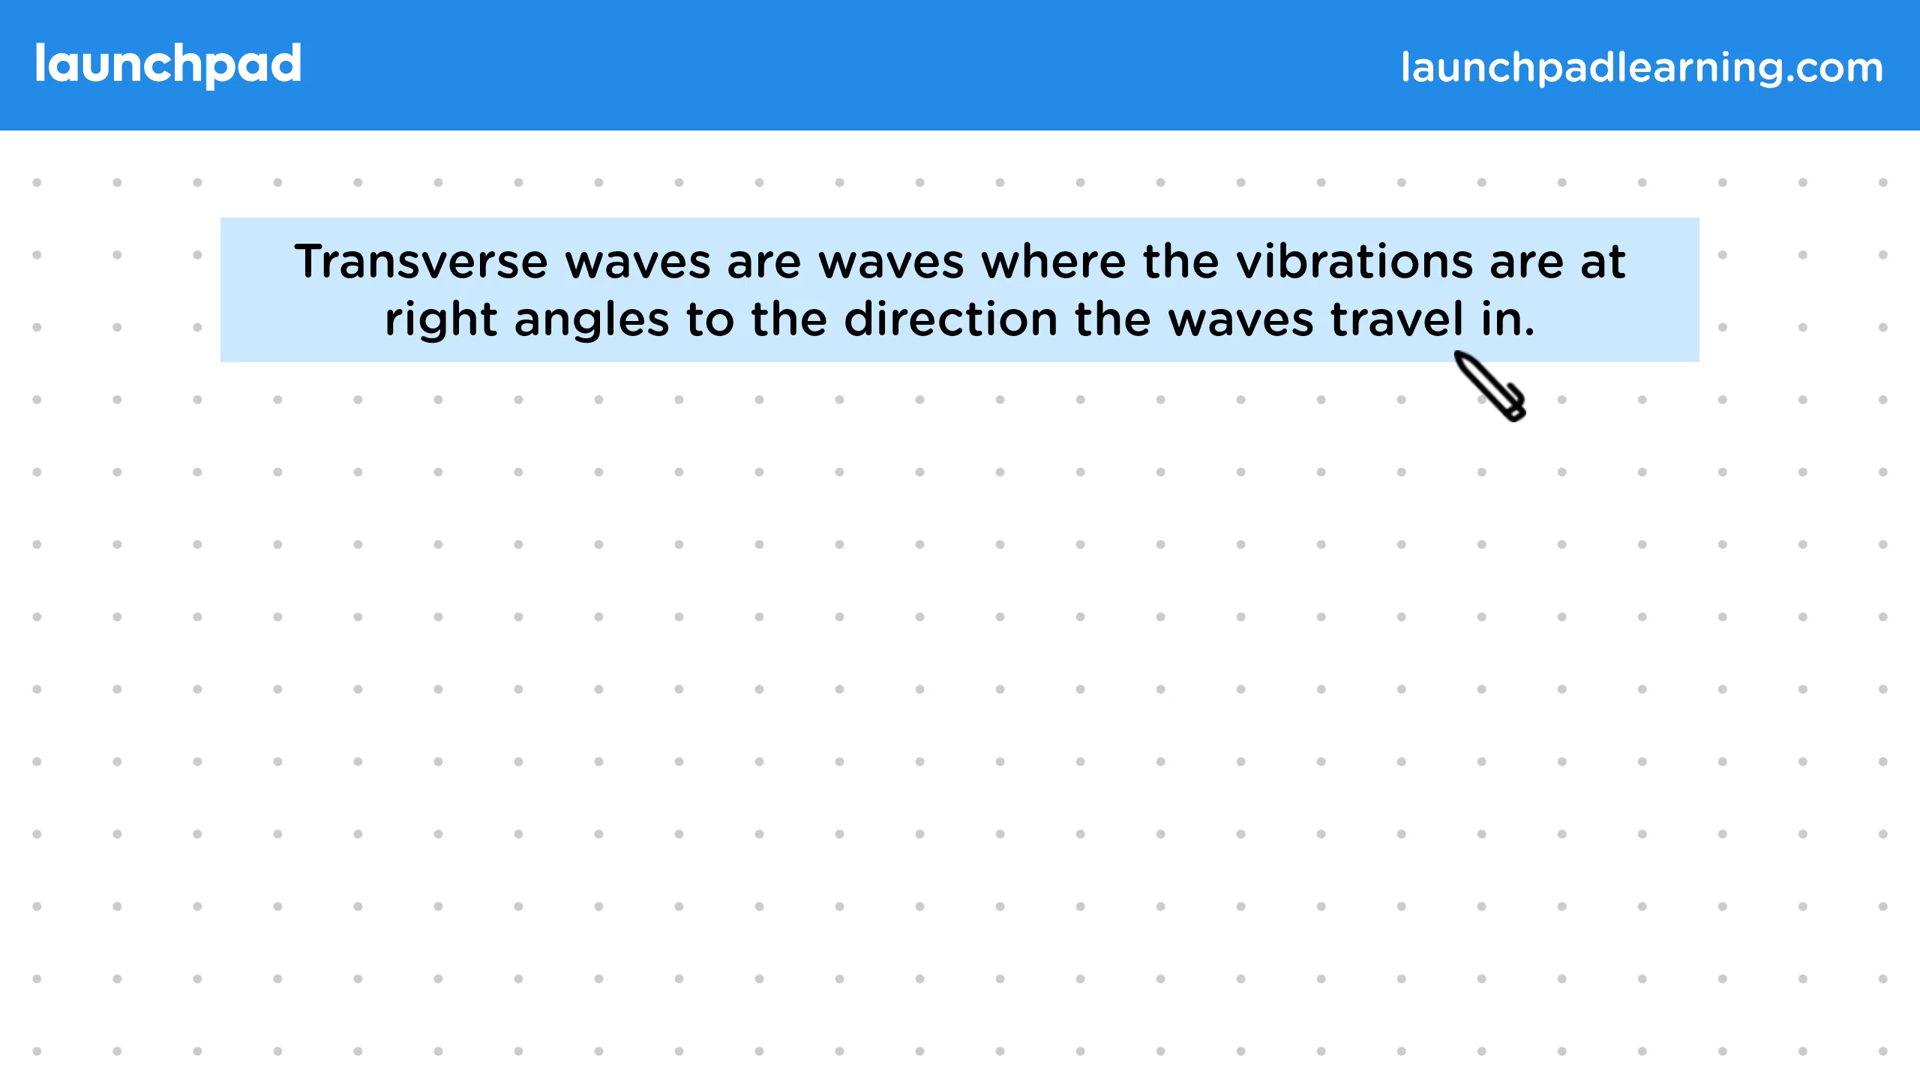 launchpad
launchpadlearning.com
Transverse waves are waves where the vibrations are at
right angles to the direction the waves travel in.